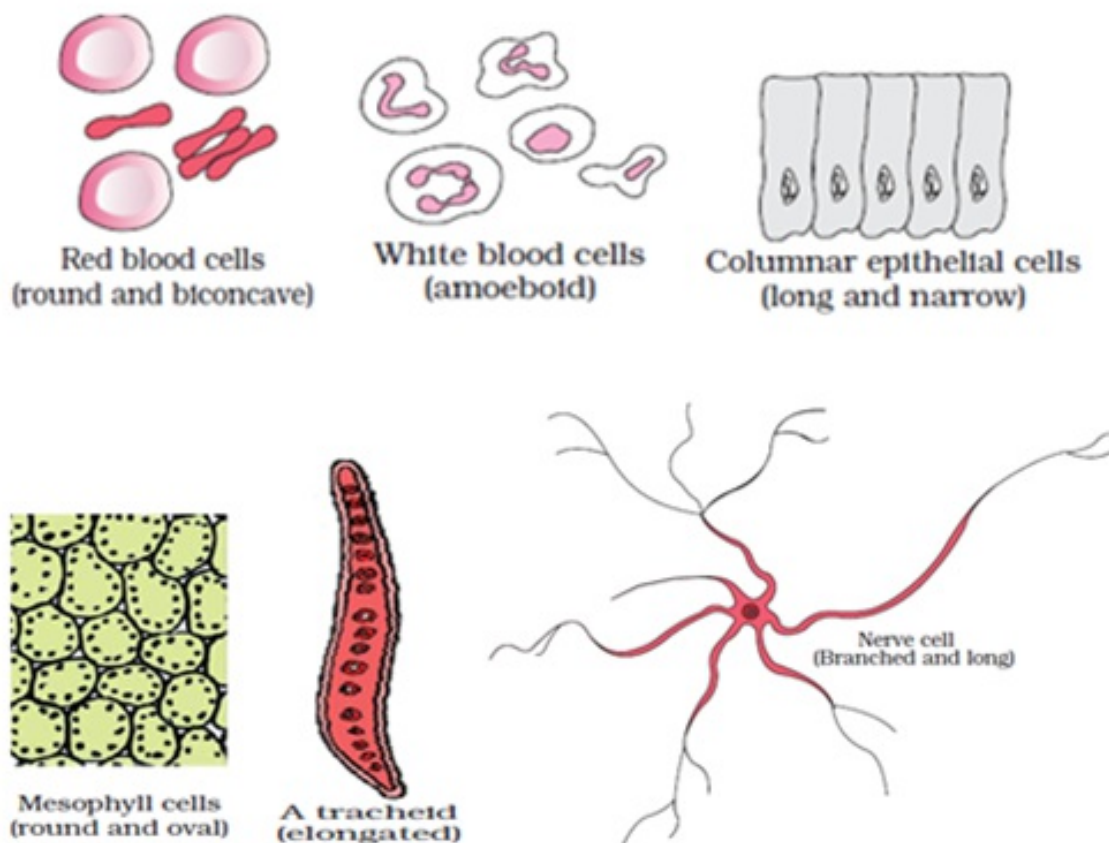 Red blood cells
(round and biconcave)
White blood cells
(amoeboid)
Columnar epithelial cells
(long and narrow)
Mesophyll cells
(round and oval)
A tracheid
(elongated)
Nerve cell
(Branched and long)